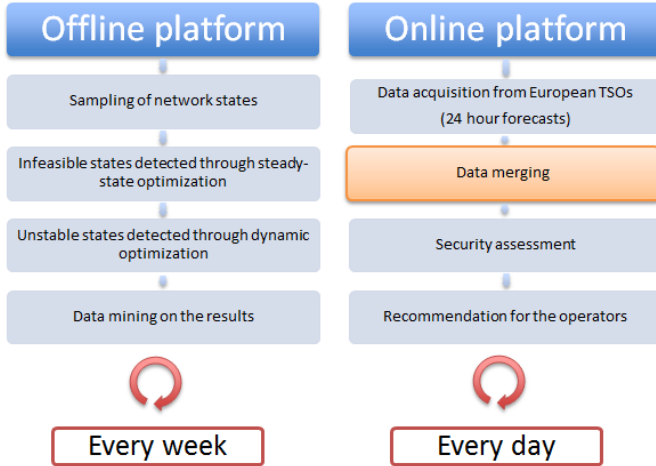 Offline platform
Sampling of network states
Infeasible states detected through steady-
state optimization
Unstable states detected through dynamic
optimization
Data mining on the results
Every week
Online platform
Data acquisition from European TSOs
(24 hour forecasts)
Data merging
Security assessment
Recommendation for the operators
Every day